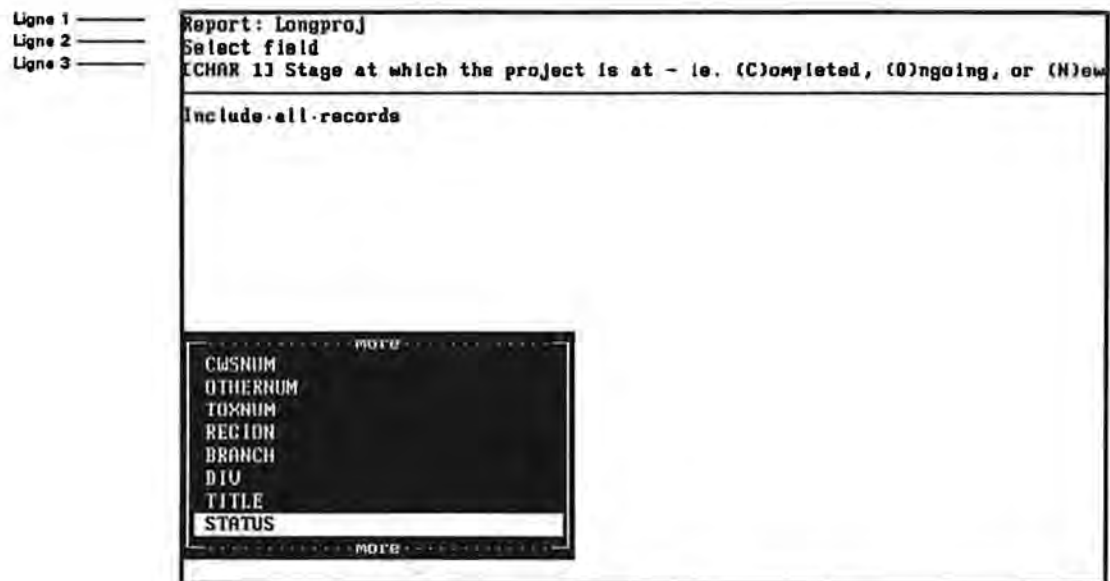 Ligne 1 Report: Longproj
Ligne 2 Select field
Ligne 3 [CHAR 1] Stage at which the project is at - ie. (C)ompleted, (O)ngoing, or (N)ew
Include all records
more
CWSNUM
OTHERNUM
TOXNUM
REGION
BRANCH
DIV
TITLE
STATUS
more